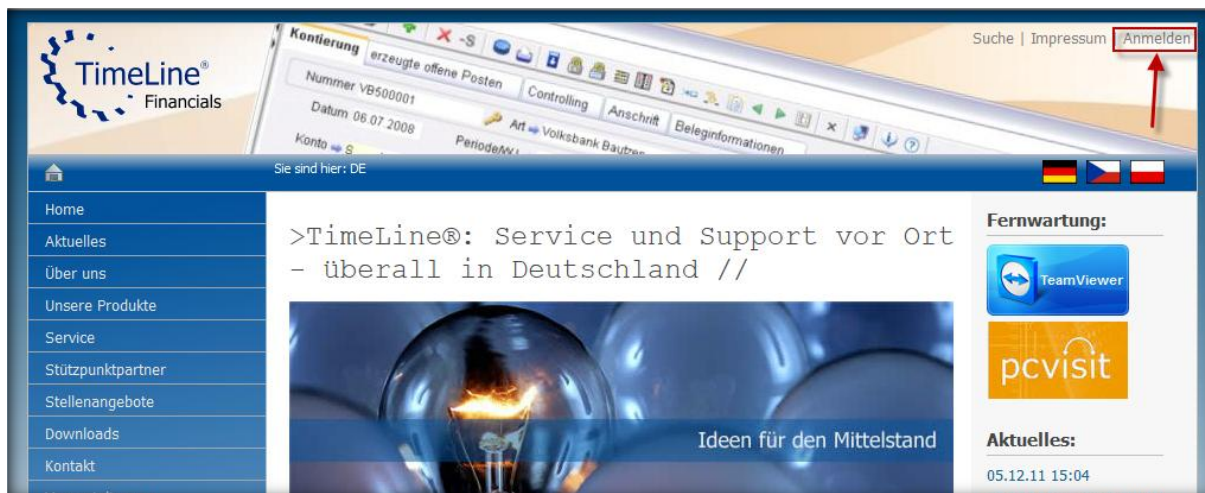 TimeLine®
Financials
Kontierung
erzeugte offene Posten
Controlling
Anschrift
Beleginformationen
-S
Nummer VB500001
Datum 06.07.2008
Art Volksbank Bautzen
Konto
Suche | Impressum | Anmelden
Sie sind hier: DE
Home
Aktuelles
Über uns
Unsere Produkte
Service
Stützpunktpartner
Stellenangebote
Downloads
Kontakt
>TimeLine®: Service und Support vor Ort
– überall in Deutschland //
Ideen für den Mittelstand
Fernwartung:
TeamViewer
pcvisit
Aktuelles:
05.12.11 15:04